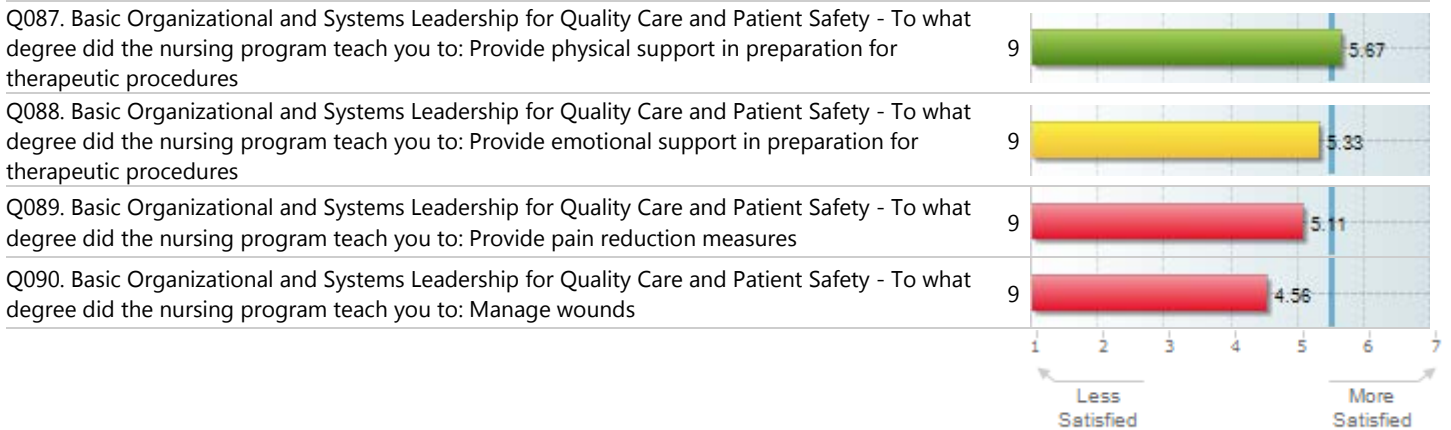 Q087. Basic Organizational and Systems Leadership for Quality Care and Patient Safety - To what
degree did the nursing program teach you to: Provide physical support in preparation for
therapeutic procedures
9
5.67
Q088. Basic Organizational and Systems Leadership for Quality Care and Patient Safety - To what
degree did the nursing program teach you to: Provide emotional support in preparation for
therapeutic procedures
9
5.33
Q089. Basic Organizational and Systems Leadership for Quality Care and Patient Safety - To what
degree did the nursing program teach you to: Provide pain reduction measures
9
5.11
Q090. Basic Organizational and Systems Leadership for Quality Care and Patient Safety - To what
degree did the nursing program teach you to: Manage wounds
9
4.56
1 2 3 4 5 6 7
Less
Satisfied
More
Satisfied